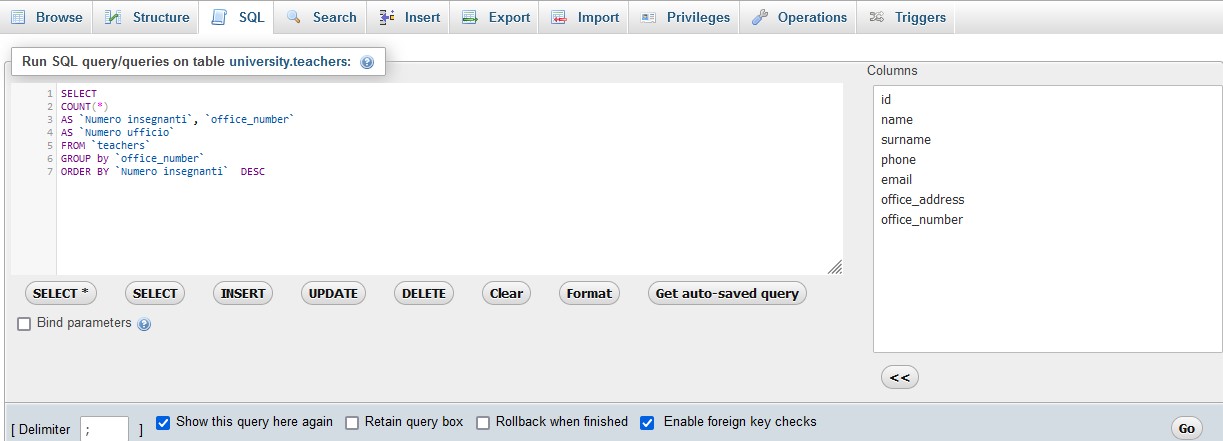 Browse Structure SQL Search Insert Export Import Privileges Operations Triggers
Run SQL query/queries on table university.teachers:
1 SELECT
2 COUNT(*)
3 AS `Numero insegnanti`, `office_number`
4 AS `Numero ufficio`
5 FROM `teachers`
6 GROUP by `office_number`
7 ORDER BY `Numero insegnanti`  DESC
Columns
id
name
surname
phone
email
office_address
office_number
SELECT * SELECT INSERT UPDATE DELETE Clear Format Get auto-saved query
Bind parameters
<<
[ Delimiter ; ] Show this query here again Retain query box Rollback when finished Enable foreign key checks Go